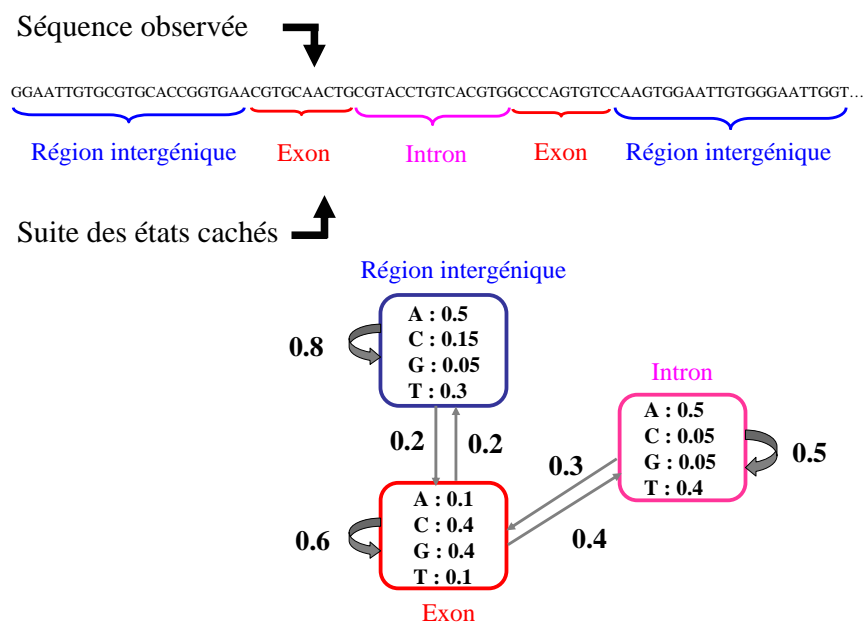 Séquence observée
GGAATTGTGCGTGCACCGGTGAACGTGCAACTGCGTACCTGTCACGTGGCCCAGTGTCCAAGTGGAATTGTGGGAATTGGT…
Région intergénique Exon Intron Exon Région intergénique
Suite des états cachés
Région intergénique
A : 0.5
C : 0.15
G : 0.05
T : 0.3
0.8
Intron
A : 0.5
C : 0.05
G : 0.05
T : 0.4
0.5
0.2 0.2
0.3
0.4
A : 0.1
C : 0.4
G : 0.4
T : 0.1
0.6
Exon